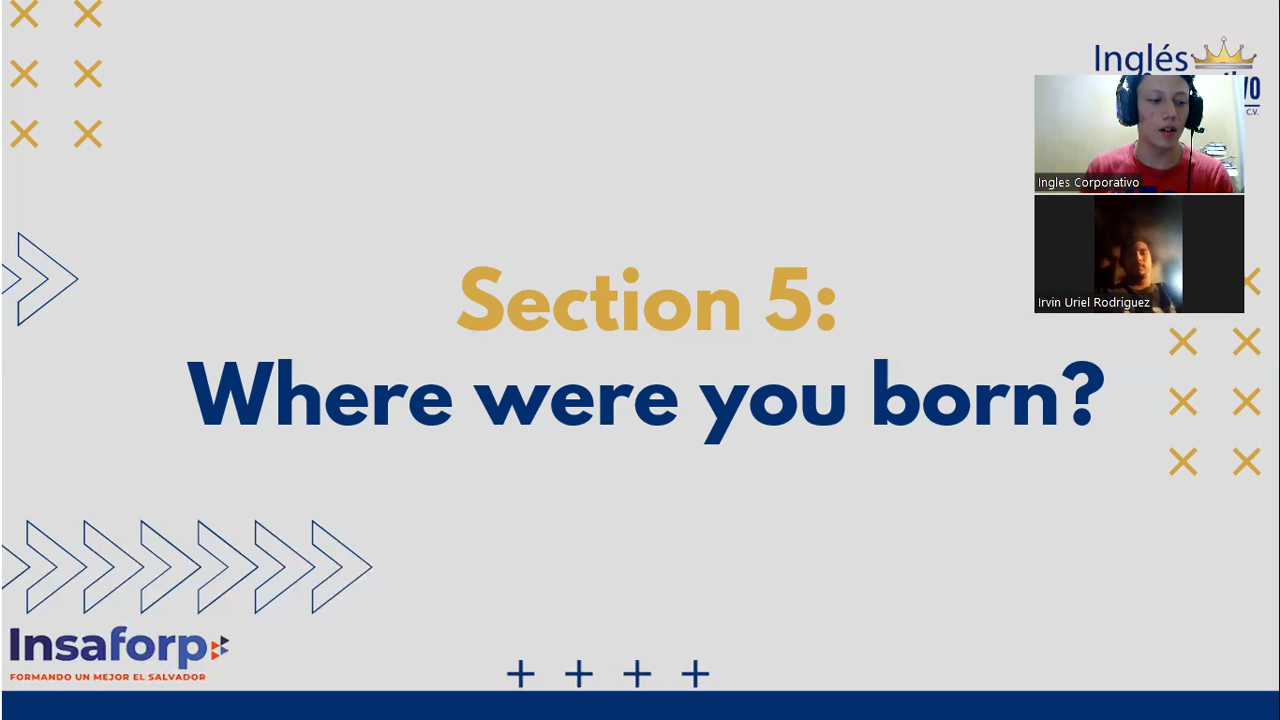 Inglés
C.V.
Ingles Corporativo
Irvin Uriel Rodriguez
Section 5:
Where were you born?
Insaforp
FORMANDO UN MEJOR EL SALVADOR